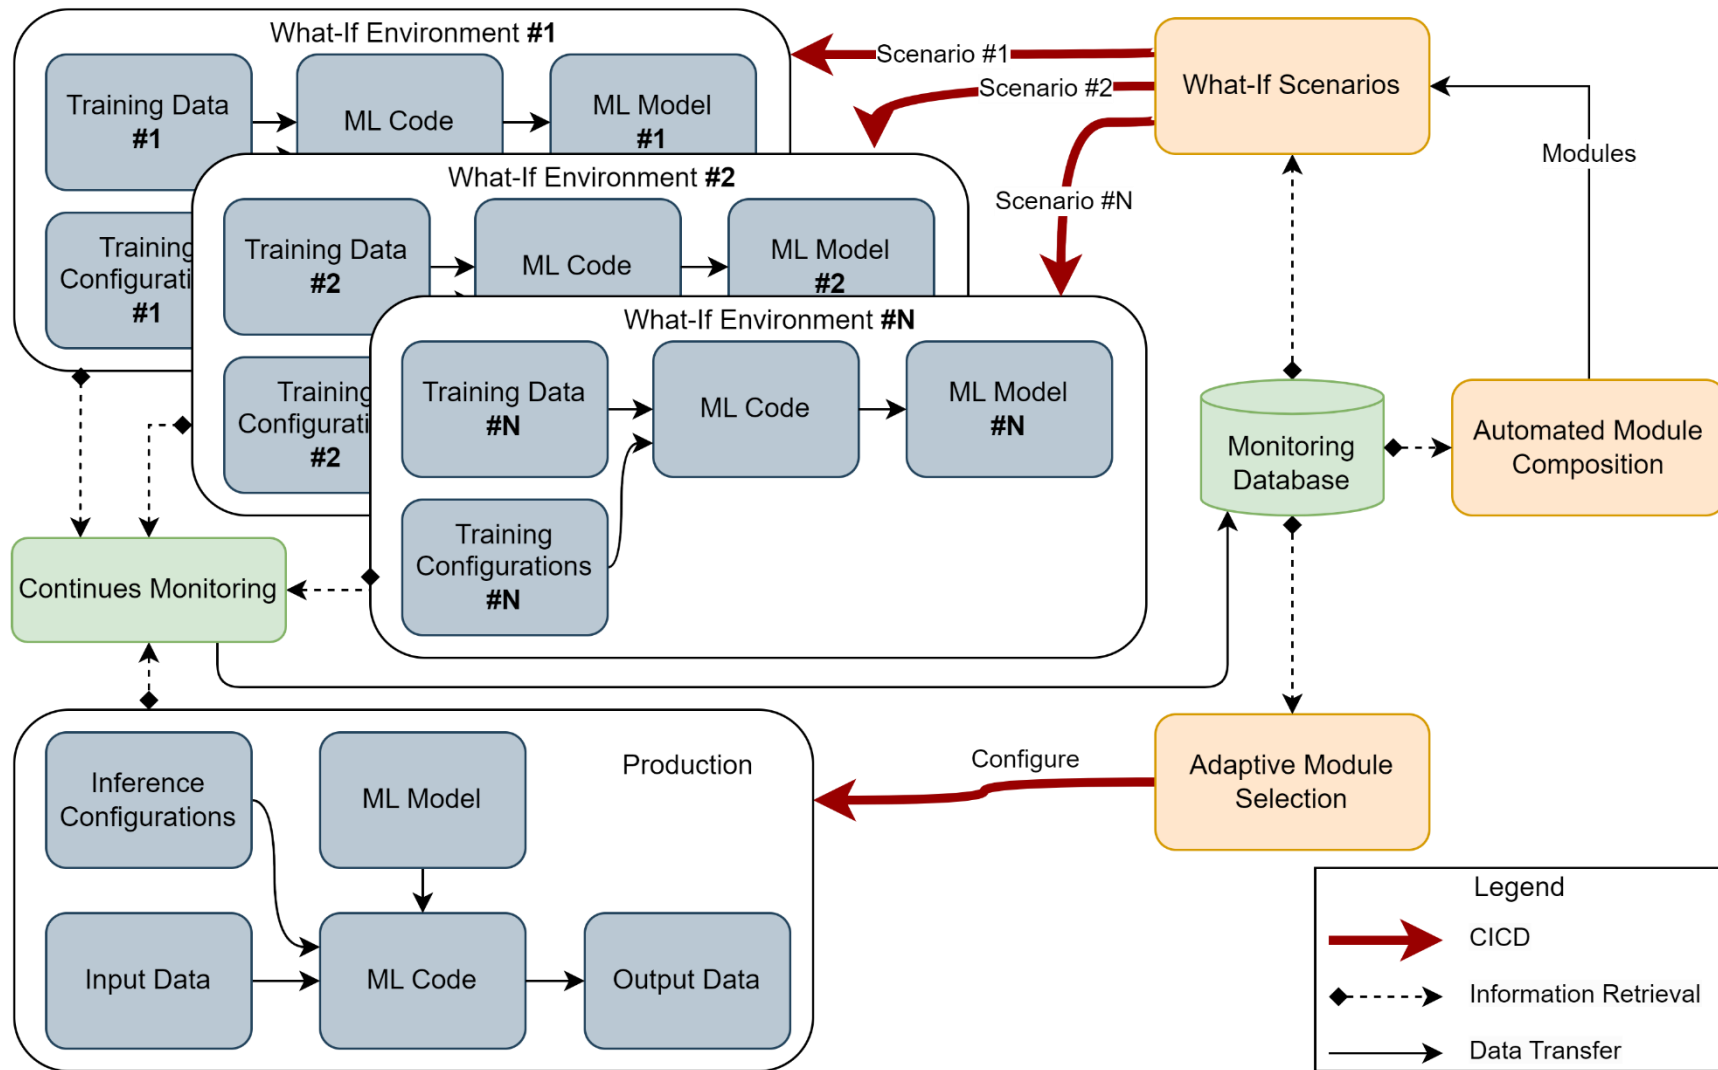 What-If Environment #1
Training Data
#1
ML Code
ML Model
#1
Training
Configurati
#1
What-If Environment #2
Training Data
#2
ML Code
ML Model
#2
Training
Configurati
#2
What-If Environment #N
Training Data
#N
ML Code
ML Model
#N
Training
Configurations
#N
Scenario #1
Scenario #2
Scenario #N
What-If Scenarios
Modules
Monitoring
Database
Automated Module
Composition
Continues Monitoring
Production
Inference
Configurations
ML Model
Input Data
ML Code
Output Data
Configure
Adaptive Module
Selection
Legend
CICD
Information Retrieval
Data Transfer